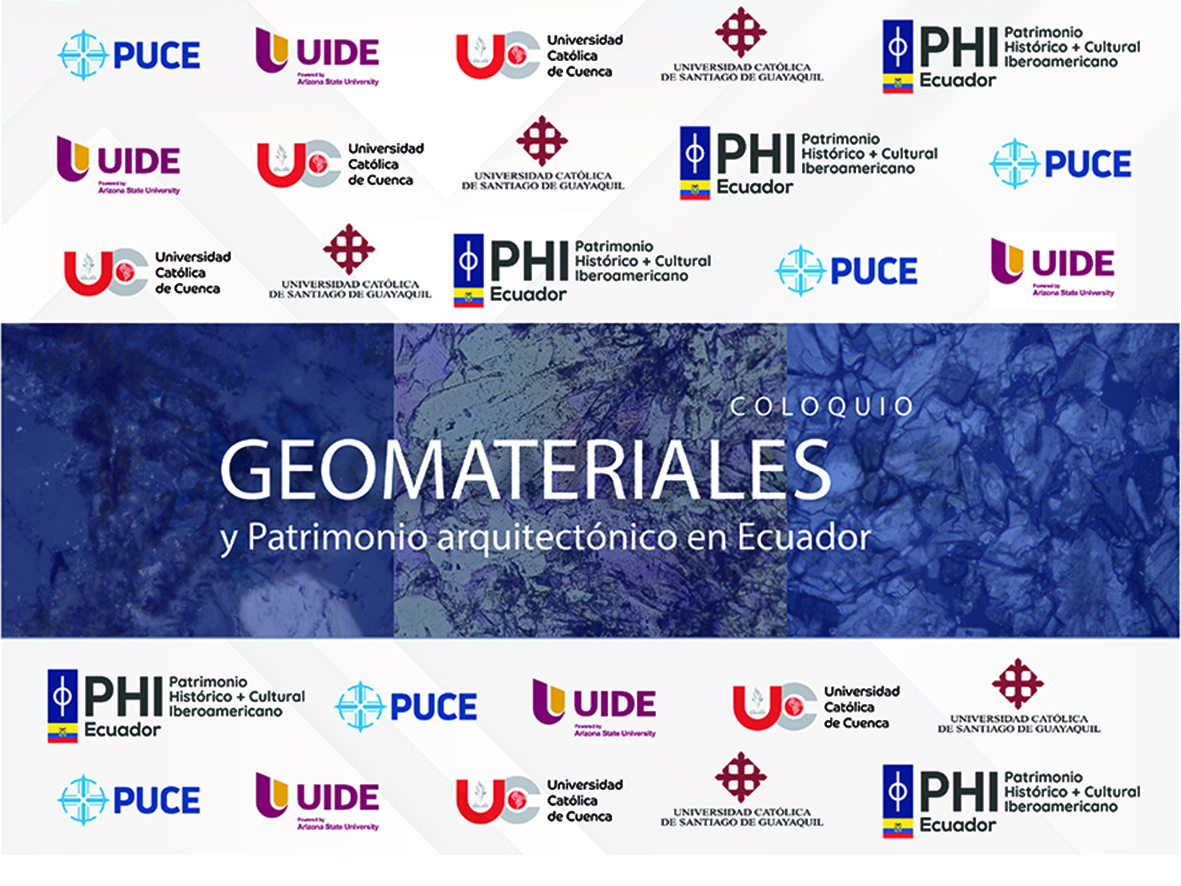 PUCE
UIDE
Powered by
Arizona State University
UC
Universidad
Católica
de Cuenca
UNIVERSIDAD CATÓLICA
DE SANTIAGO DE GUAYAQUIL
PHI
Ecuador
Patrimonio
Histórico + Cultural
Iberoamericano
UIDE
Powered by
Arizona State University
UC
Universidad
Católica
de Cuenca
UNIVERSIDAD CATÓLICA
DE SANTIAGO DE GUAYAQUIL
PHI
Ecuador
Patrimonio
Histórico + Cultural
Iberoamericano
PUCE
UC
Universidad
Católica
de Cuenca
UNIVERSIDAD CATÓLICA
DE SANTIAGO DE GUAYAQUIL
PHI
Ecuador
Patrimonio
Histórico + Cultural
Iberoamericano
PUCE
UIDE
Powered by
Arizona State University
COLOQUIO
GEOMATERIALES
y Patrimonio arquitectónico en Ecuador
PHI
Ecuador
Patrimonio
Histórico + Cultural
Iberoamericano
PUCE
UIDE
Powered by
Arizona State University
UC
Universidad
Católica
de Cuenca
UNIVERSIDAD CATÓLICA
DE SANTIAGO DE GUAYAQUIL
PUCE
UIDE
Powered by
Arizona State University
UC
Universidad
Católica
de Cuenca
UNIVERSIDAD CATÓLICA
DE SANTIAGO DE GUAYAQUIL
PHI
Ecuador
Patrimonio
Histórico + Cultural
Iberoamericano